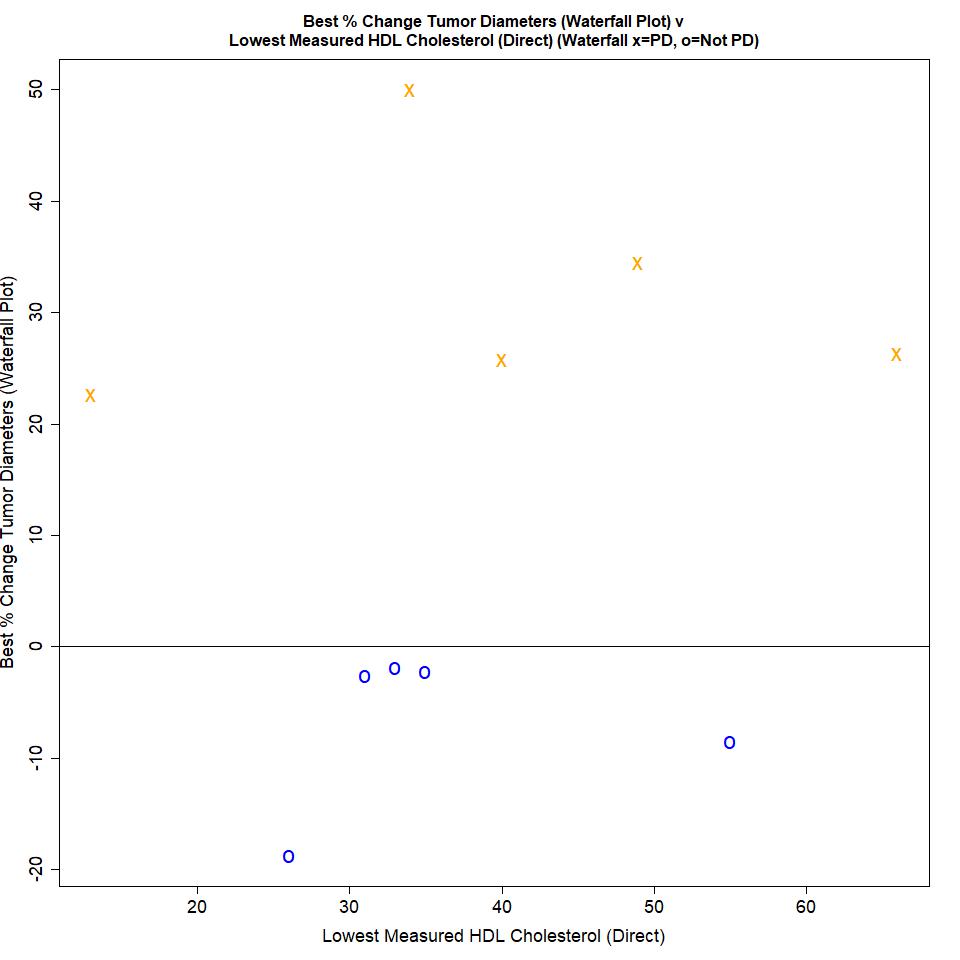 Best % Change Tumor Diameters (Waterfall Plot) v
Lowest Measured HDL Cholesterol (Direct) (Waterfall x=PD, o=Not PD)
Best % Change Tumor Diameters (Waterfall Plot)
50
40
30
20
10
0
-10
-20
X
X
X
X
X
O
O
O
O
O
20
30
40
50
60
Lowest Measured HDL Cholesterol (Direct)